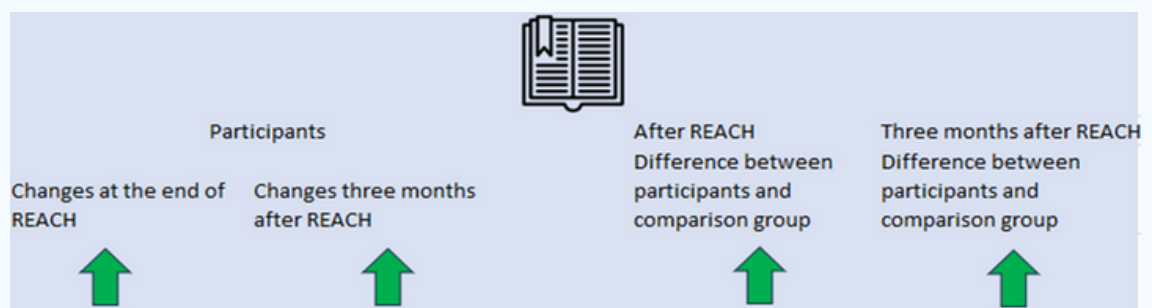 Participants
Changes at the end of
REACH
Changes three months
after REACH
After REACH
Difference between
participants and
comparison group
Three months after REACH
Difference between
participants and
comparison group